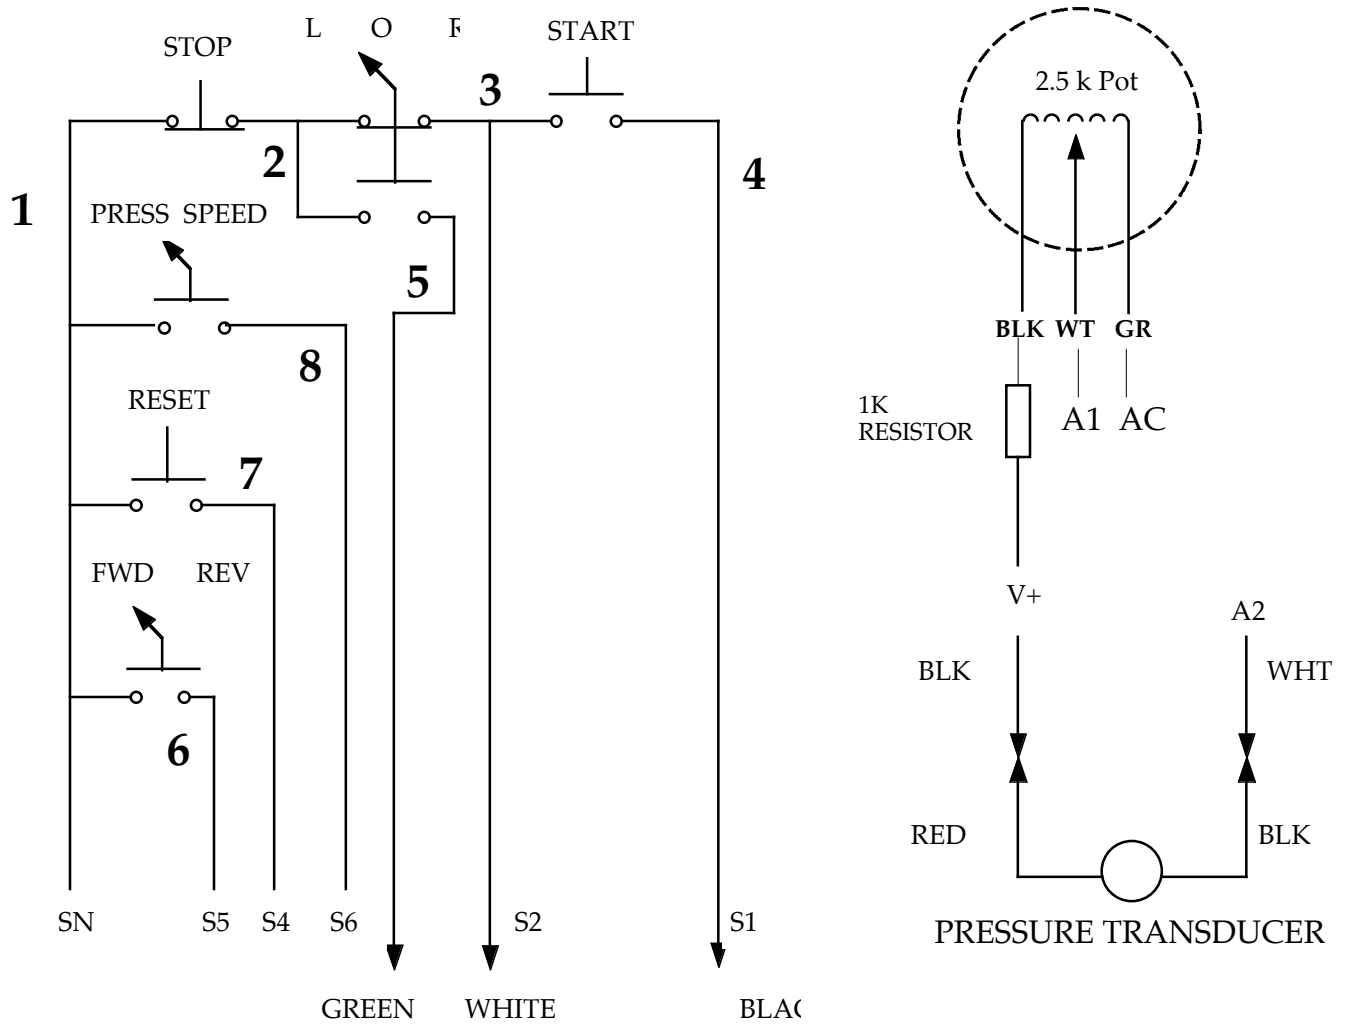 L O
STOP
START
3
2
4
1
PRESS SPEED
5
8
RESET
7
FWD REV
6
SN S5 S4 S6 S2 S1
GREEN WHITE
2.5 k Pot
BLK WT GR
1K
RESISTOR
A1 AC
V+
A2
BLK WHT
RED BLK
PRESSURE TRANSDUCER